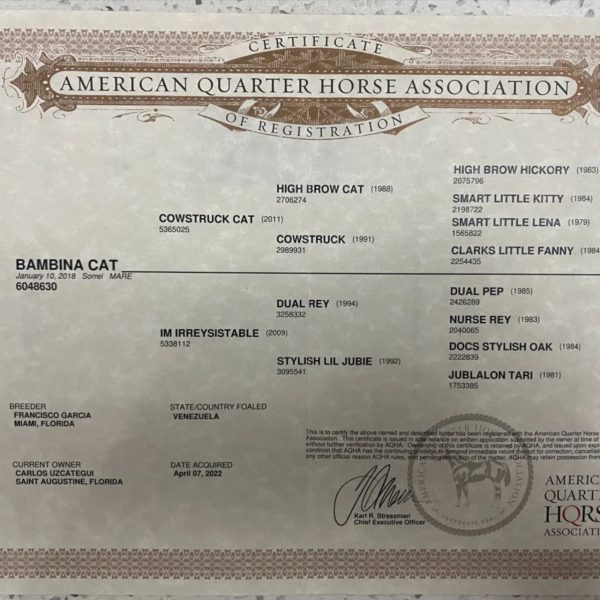 CERTIFICATE
AMERICAN QUARTER HORSE ASSOCIATION
OF REGISTRATION
HIGH BROW HICKORY (1983)
2075796
HIGH BROW CAT (1988)
2706274
SMART LITTLE KITTY (1984)
2198722
COWSTRUCK CAT (2011)
5365025
SMART LITTLE LENA (1979)
1565822
COWSTRUCK (1991)
2989931
CLARKS LITTLE FANNY (1984
2254435
BAMBINA CAT
January 10, 2018 Sorrel MARE
6048630
DUAL PEP (1985)
2426289
DUAL REY (1994)
3258332
NURSE REY (1983)
2040065
IM IRREYSISTABLE (2009)
5338112
DOCS STYLISH OAK (1984)
2222839
STYLISH LIL JUBIE (1992)
3095541
JUBLALON TARI (1981)
1753385
BREEDER
FRANCISCO GARCIA
MIAMI, FLORIDA
STATE/COUNTRY FOALED
VENEZUELA
This is to certify the above named and described horse has been registered with the American Quarter Horse
Association. This certificate is issued in reliance on written application submitted by the owner at time of
without further verification by AQHA. Ownership of this certificate is retained by AQHA, and issued upon expre
condition that AQHA has the continuing privilege to demand immediate return thereof for correction, cancellation
any other official reason AQHA rules, and pending resolution of the matter, AQHA may retain possession there
CURRENT OWNER
CARLOS UZCATEGUI
SAINT AUGUSTINE, FLORIDA
DATE ACQUIRED
April 07, 2022
Karl R. Stressman
Chief Executive Officer
AMERIC
QUART
HORS
ASSOCIATI